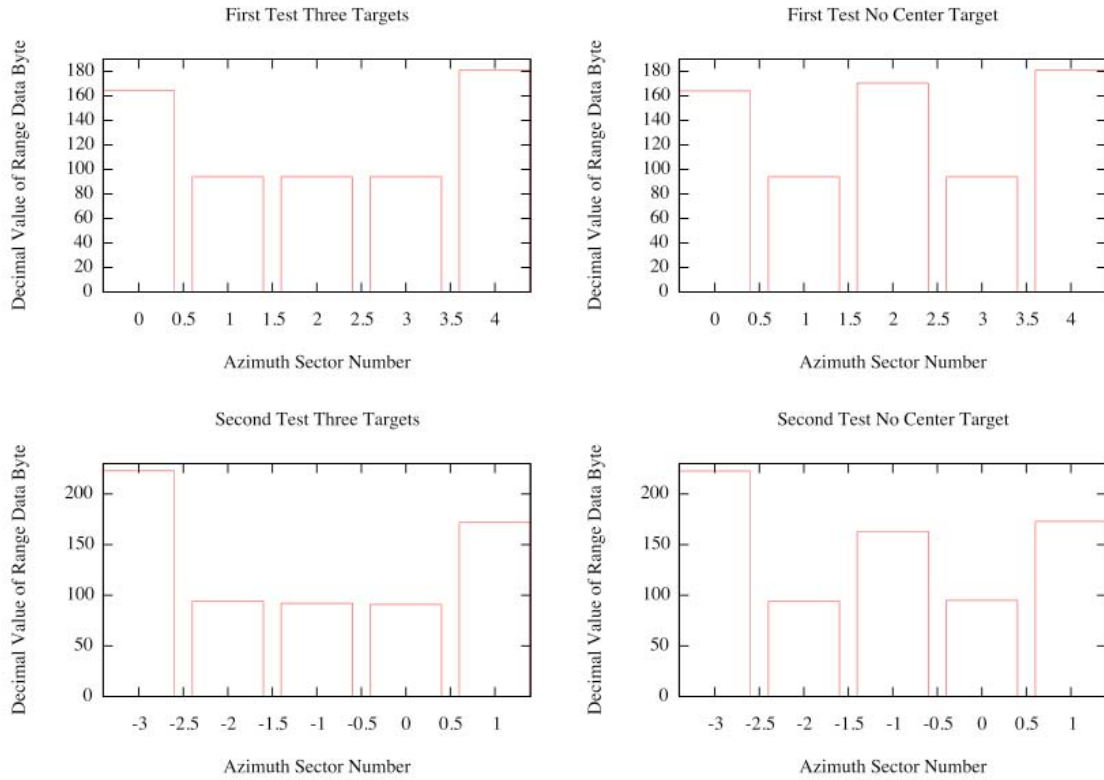 First Test Three Targets
Decimal Value of Range Data Byte
180
160
140
120
100
80
60
40
20
0
0 0.5 1 1.5 2 2.5 3 3.5 4
Azimuth Sector Number
First Test No Center Target
Decimal Value of Range Data Byte
180
160
140
120
100
80
60
40
20
0
0 0.5 1 1.5 2 2.5 3 3.5 4
Azimuth Sector Number
Second Test Three Targets
Decimal Value of Range Data Byte
200
150
100
50
0
-3 -2.5 -2 -1.5 -1 -0.5 0 0.5 1
Azimuth Sector Number
Second Test No Center Target
Decimal Value of Range Data Byte
200
150
100
50
0
-3 -2.5 -2 -1.5 -1 -0.5 0 0.5 1
Azimuth Sector Number